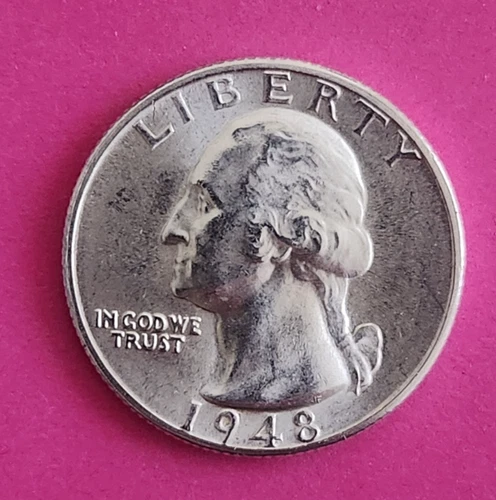 LIBERTY
IN GOD WE
TRUST
1948